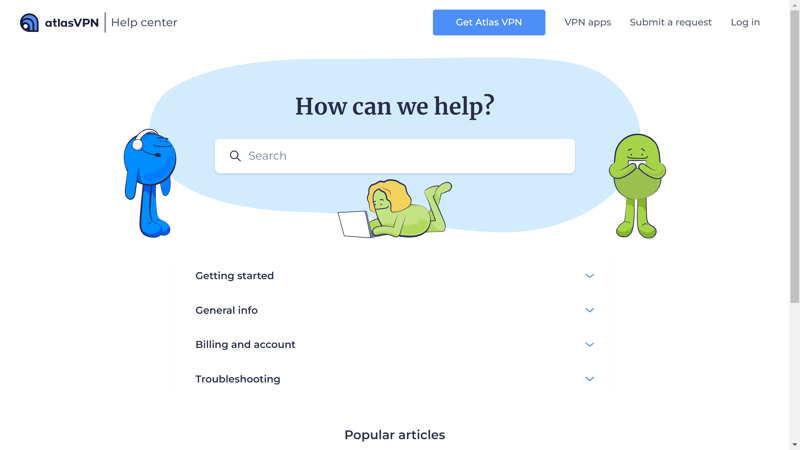 atlasVPN Help center
Get Atlas VPN VPN apps Submit a request Log in
How can we help?
Search
Getting started
General info
Billing and account
Troubleshooting
Popular articles